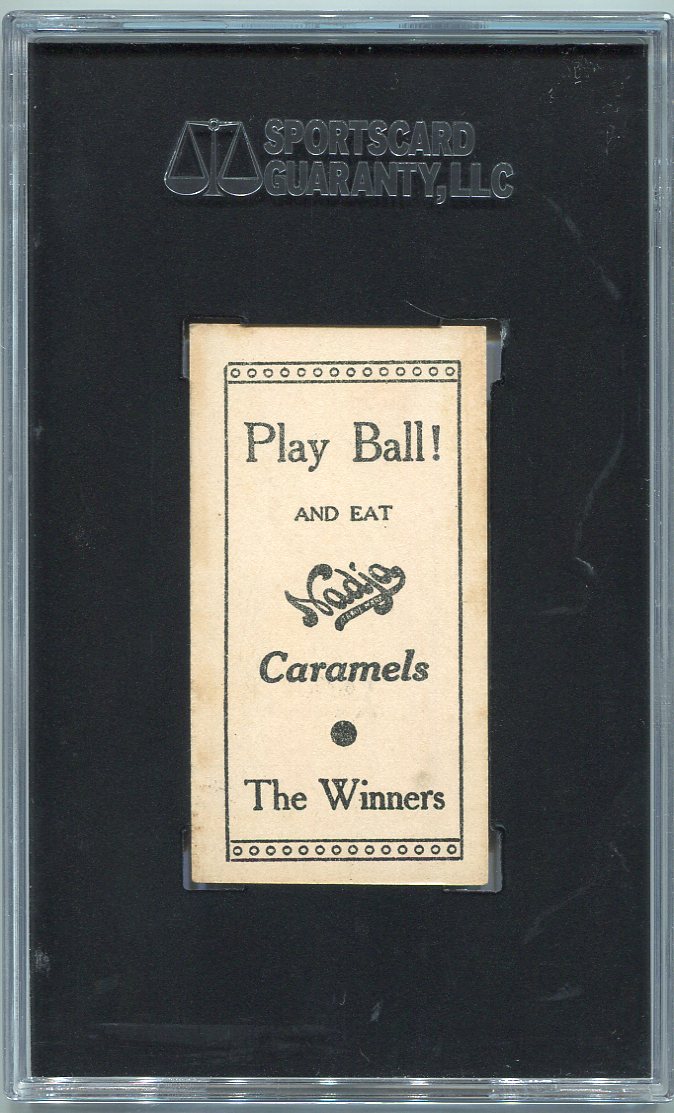 SPORTSCARD
GUARANTY, LLC
Play Ball!
AND EAT
Nadja
Caramels
The Winners